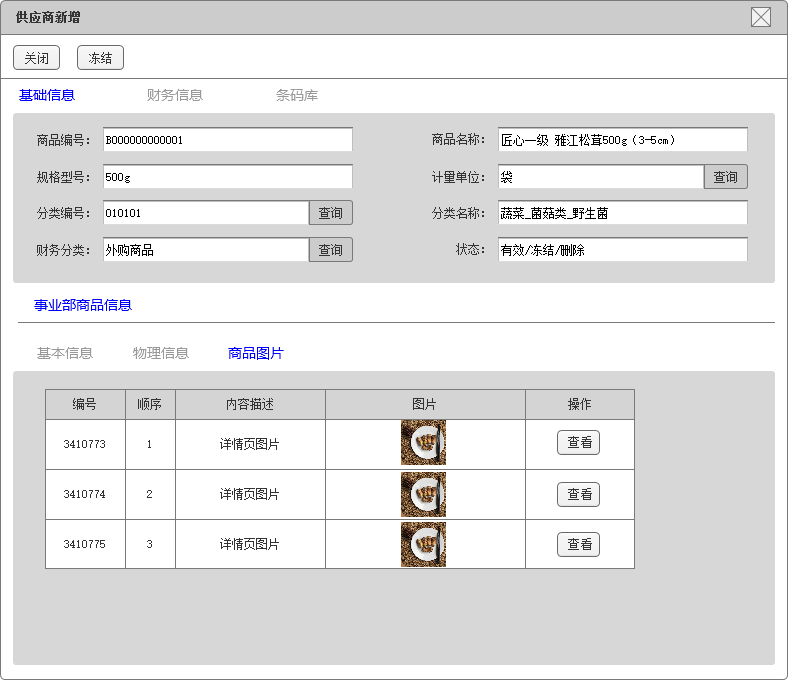 供应商新增
关闭 冻结
基础信息 财务信息 条码库
商品编号： B000000000001 商品名称： 匠心一级 雅江松茸500g（3-5cm）
规格型号： 500g 计量单位： 袋 查询
分类编号： 010101 查询 分类名称： 蔬菜_菌菇类_野生菌
财务分类： 外购商品 查询 状态： 有效/冻结/删除
事业部商品信息
基本信息 物理信息 商品图片
编号 顺序 内容描述 图片 操作
3410773 1 详情页图片 查看
3410774 2 详情页图片 查看
3410775 3 详情页图片 查看